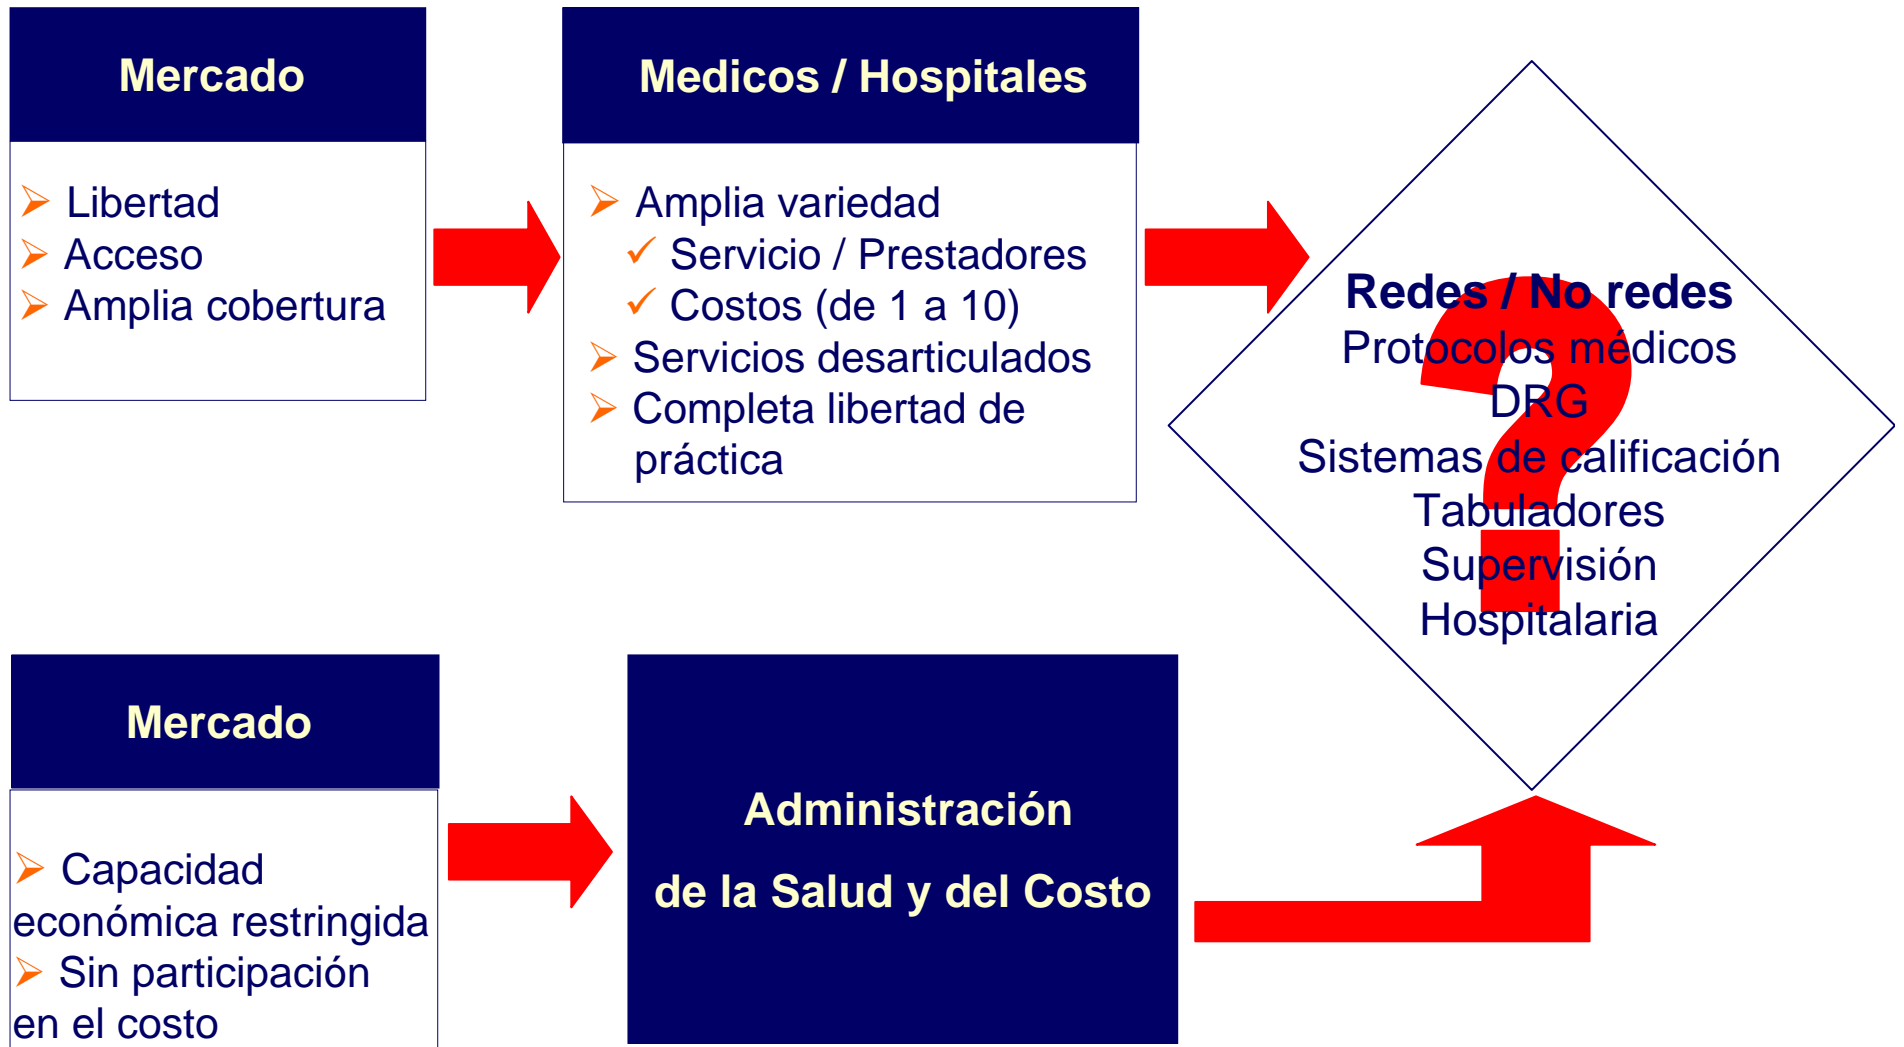 Mercado
➢ Libertad
➢ Acceso
➢ Amplia cobertura
Medicos / Hospitales
➢ Amplia variedad
✓ Servicio / Prestadores
✓ Costos (de 1 a 10)
➢ Servicios desarticulados
➢ Completa libertad de
práctica
?
Redes / No redes
Protocolos médicos
DRG
Sistemas de calificación
Tabuladores
Supervisión
Hospitalaria
Mercado
➢ Capacidad
económica restringida
➢ Sin participación
en el costo
Administración
de la Salud y del Costo